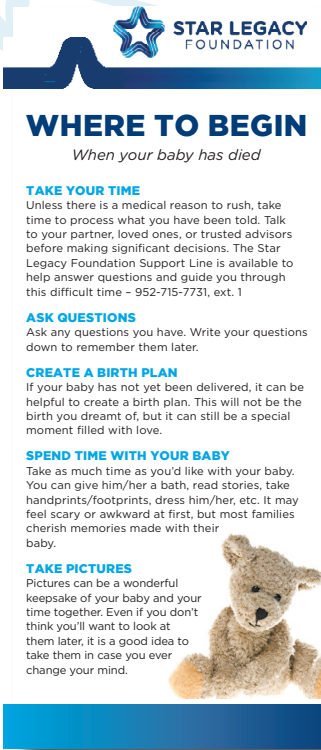 STAR LEGACY
FOUNDATION
WHERE TO BEGIN
When your baby has died
TAKE YOUR TIME
Unless there is a medical reason to rush, take
time to process what you have been told. Talk
to your partner, loved ones, or trusted advisors
before making significant decisions. The Star
Legacy Foundation Support Line is available to
help answer questions and guide you through
this difficult time – 952-715-7731, ext. 1
ASK QUESTIONS
Ask any questions you have. Write your questions
down to remember them later.
CREATE A BIRTH PLAN
If your baby has not yet been delivered, it can be
helpful to create a birth plan. This will not be the
birth you dreamt of, but it can still be a special
moment filled with love.
SPEND TIME WITH YOUR BABY
Take as much time as you'd like with your baby.
You can give him/her a bath, read stories, take
handprints/footprints, dress him/her, etc. It may
feel scary or awkward at first, but most families
cherish memories made with their
baby.
TAKE PICTURES
Pictures can be a wonderful
keepsake of your baby and your
time together. Even if you don't
think you'll want to look at
them later, it is a good idea to
take them in case you ever
change your mind.